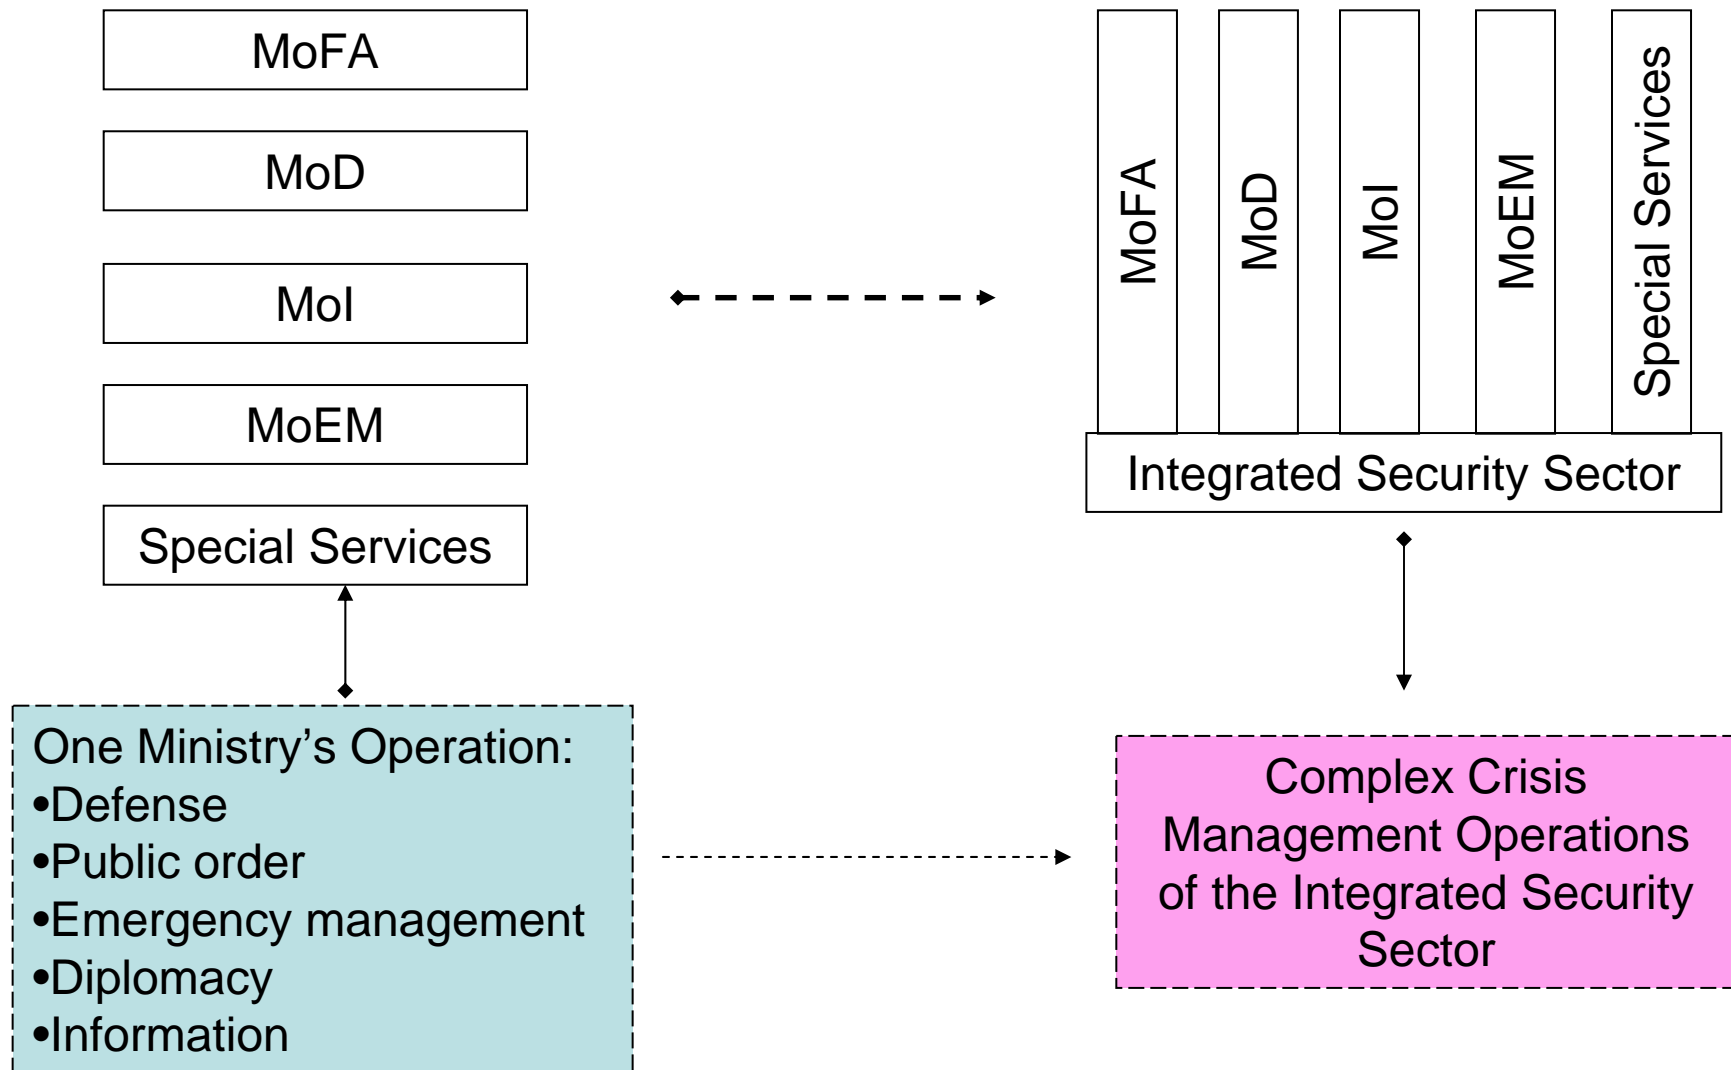 MoFA
MoD
MoI
MoEM
Special Services
One Ministry’s Operation:
•Defense
•Public order
•Emergency management
•Diplomacy
•Information
MoFA
MoD
MoI
MoEM
Special Services
Integrated Security Sector
Complex Crisis
Management Operations
of the Integrated Security
Sector